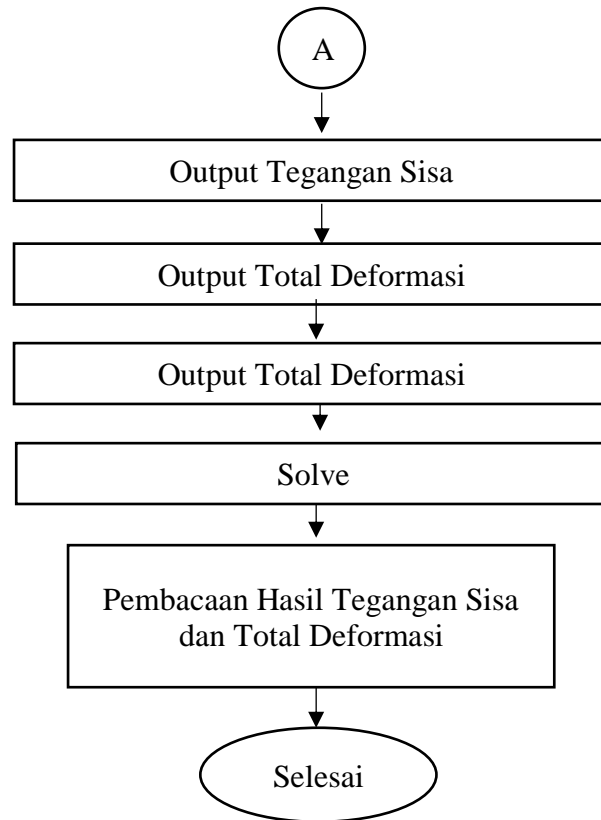 A
Output Tegangan Sisa
Output Total Deformasi
Output Total Deformasi
Solve
Pembacaan Hasil Tegangan Sisa
dan Total Deformasi
Selesai